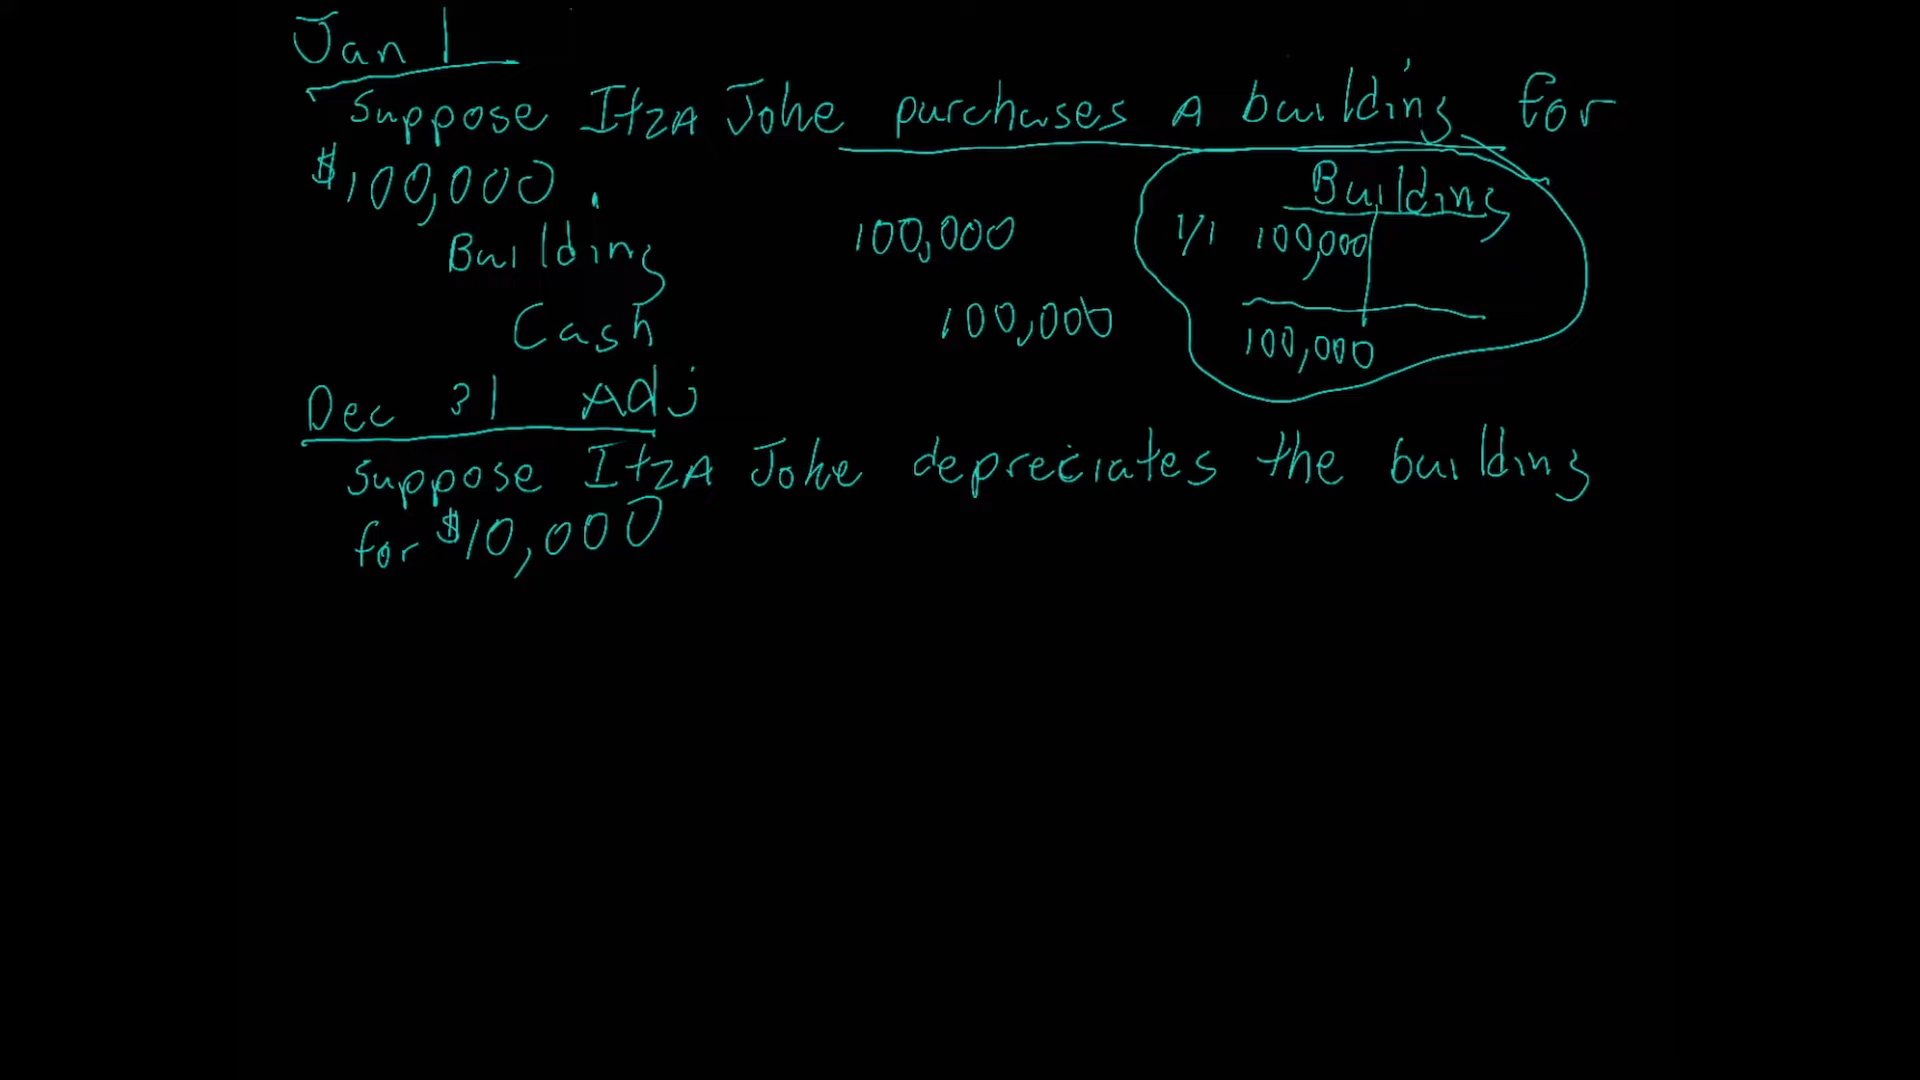 Jan 1
Suppose ItzA Joke purchases A building for
$100,000.
Building
1/1 100,000
100,000
Building 100,000
Cash 100,000
Dec 31 Adj
Suppose ItzA Joke depreciates the building
for $10,000